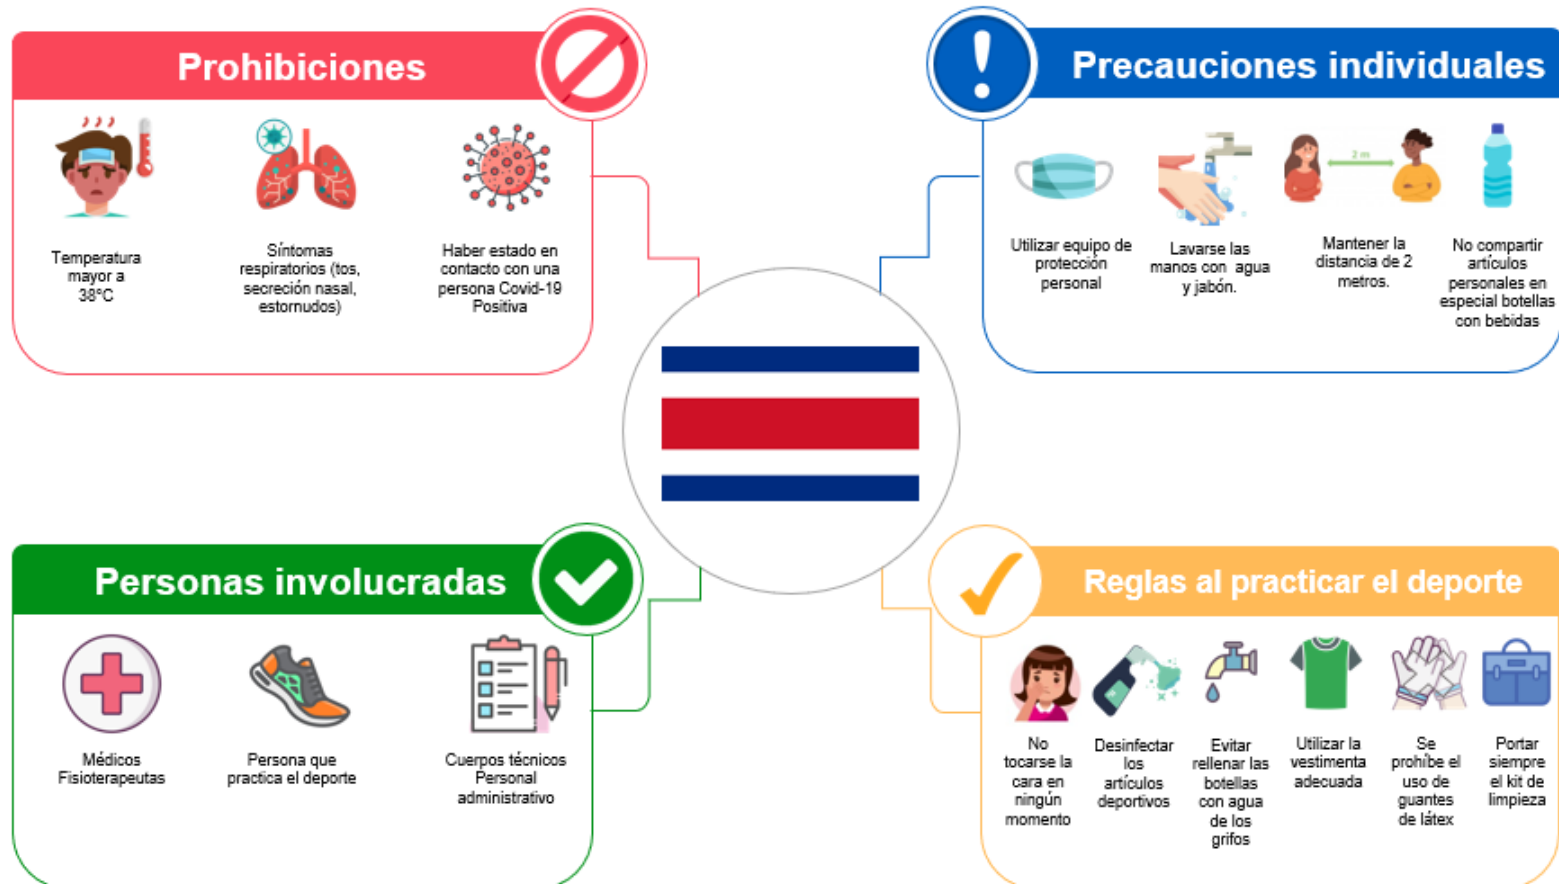 Prohibiciones
Temperatura
mayor a
38°C
Síntomas
respiratorios (tos,
secreción nasal,
estornudos)
Haber estado en
contacto con una
persona Covid-19
Positiva
Precauciones individuales
2 m
Utilizar equipo de
protección
personal
Lavarse las
manos con agua
y jabón.
Mantener la
distancia de 2
metros.
No compartir
artículos
personales en
especial botellas
con bebidas
Personas involucradas
Médicos
Fisioterapeutas
Persona que
practica el deporte
Cuerpos técnicos
Personal
administrativo
Reglas al practicar el deporte
No
tocarse la
cara en
ningún
momento
Desinfectar
los
artículos
deportivos
Evitar
rellenar las
botellas
con agua
de los
grifos
Utilizar la
vestimenta
adecuada
Se
prohíbe el
uso de
guantes
de látex
Portar
siempre
el kit de
limpieza